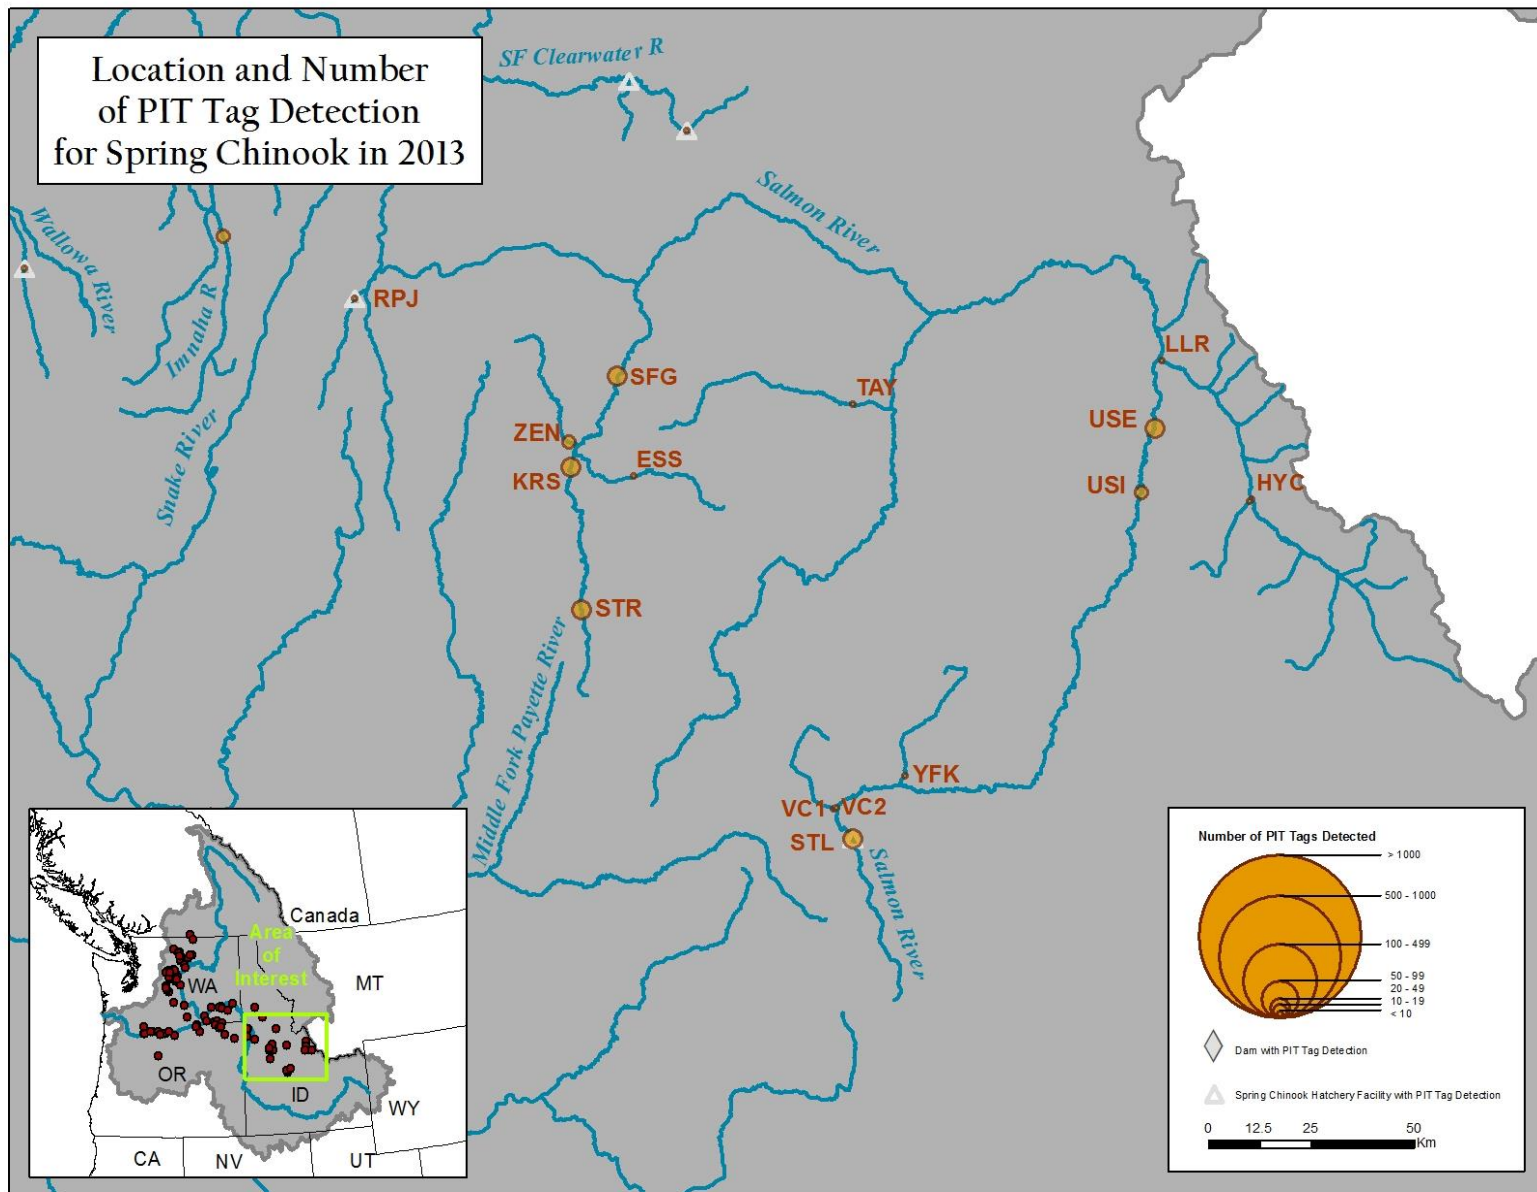 Location and Number
of PIT Tag Detection
for Spring Chinook in 2013
SF Clearwater R
Salmon River
Wallowa River
Imnaha R
Snake River
RPJ
SFG
TAY
LLR
ZEN
ESS
USE
KRS
USI
HYC
STR
Middle Fork Payette River
YFK
VC1
VC2
STL
Salmon River
Canada
Area
of
Interest
WA
MT
OR
ID
WY
CA
NV
UT
Number of PIT Tags Detected
> 1000
500 - 1000
100 - 499
50 - 99
20 - 49
10 - 19
< 10
Dam with PIT Tag Detection
Spring Chinook Hatchery Facility with PIT Tag Detection
0 12.5 25 50
Km